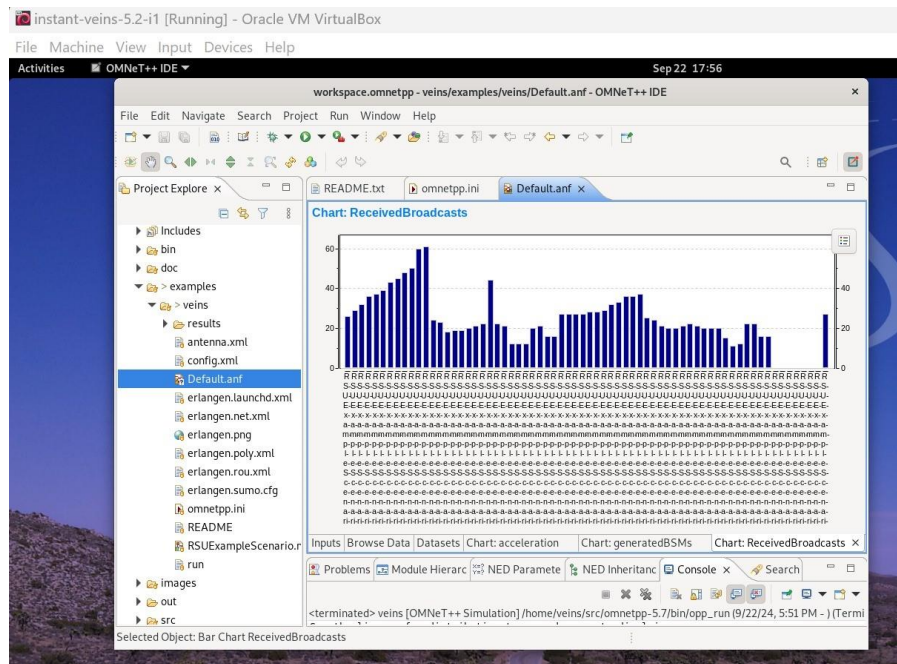 instant-veins-5.2-i1 [Running] - Oracle VM VirtualBox
File Machine View Input Devices Help
Activities OMNeT++ IDE Sep 22 17:56
workspace.omnetpp - veins/examples/veins/Default.anf - OMNeT++ IDE
File Edit Navigate Search Project Run Window Help
Project Explore
README.txt omnetpp.ini Default.anf
Chart: ReceivedBroadcasts
Includes
bin
doc
> examples
> veins
results
antenna.xml
config.xml
Default.anf
erlangen.launchd.xml
erlangen.net.xml
erlangen.png
erlangen.poly.xml
erlangen.rou.xml
erlangen.sumo.cfg
omnetpp.ini
README
RSUExampleScenario.r
run
images
out
src
60
40 40
20 20
0 0
Inputs Browse Data Datasets Chart: acceleration Chart: generatedBSMs Chart: ReceivedBroadcasts
Problems Module Hierarc NED Paramete NED Inheritanc Console Search
<terminated> veins [OMNeT++ Simulation] /home/veins/src/omnetpp-5.7/bin/opp_run (9/22/24, 5:51 PM - ) (Termi
Selected Object: Bar Chart ReceivedBroadcasts